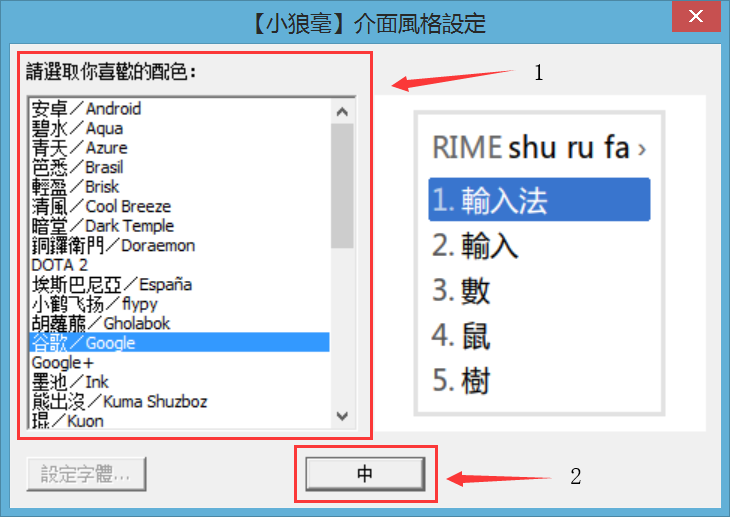 【小狼毫】介面風格設定
請選取你喜歡的配色：
1
安卓／Android
碧水／Aqua
青天／Azure
芭悉／Brasil
輕盈／Brisk
清風／Cool Breeze
暗堂／Dark Temple
銅鑼衛門／Doraemon
DOTA 2
埃斯巴尼亞／España
小鹤飞扬／flypy
胡蘿蔔／Gholabok
谷歌／Google
Google+
墨池／Ink
熊出沒／Kuma Shuzboz
琨／Kuon
RIME shu ru fa ›
1. 輸入法
2. 輸入
3. 數
4. 鼠
5. 樹
設定字體...
中
2